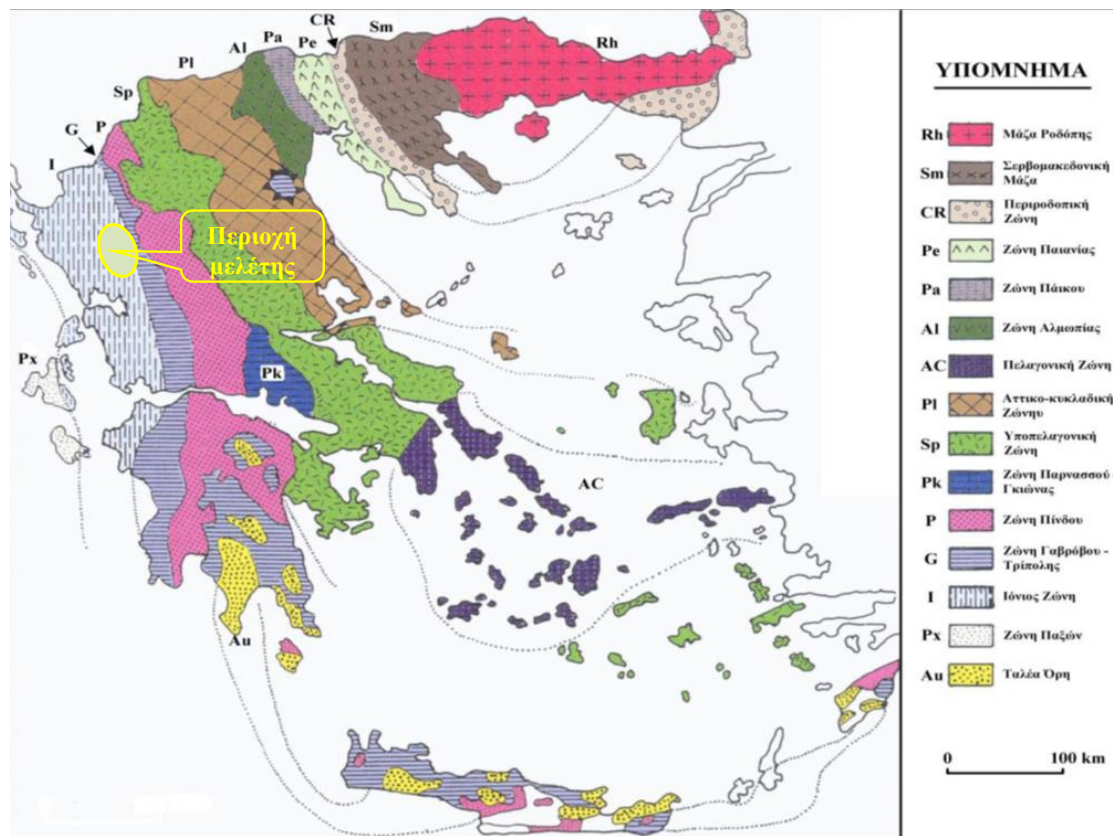 CR
Sm
Pa
Al
Pe
Rh
Pl
Sp
P
G
I
Περιοχή
μελέτης
Px
Pk
AC
Au
ΥΠΟΜΝΗΜΑ
Rh Μάζα Ροδόπης
Sm Σερβομακεδονική
Μάζα
CR Περιροδοπική
Ζώνη
Pe Ζώνη Παιανίας
Pa Ζώνη Πάικου
Al Ζώνη Αλμωπίας
AC Πελαγονική Ζώνη
Pl Αττικο-κυκλαδική
Ζώνηυ
Sp Υποπελαγονική
Ζώνη
Pk Ζώνη Παρνασσού -
Γκιώνας
P Ζώνη Πίνδου
G Ζώνη Γαβρόβου -
Τρίπολης
I Ιόνιος Ζώνη
Px Ζώνη Παξών
Au Ταλέα Όρη
0 100 km